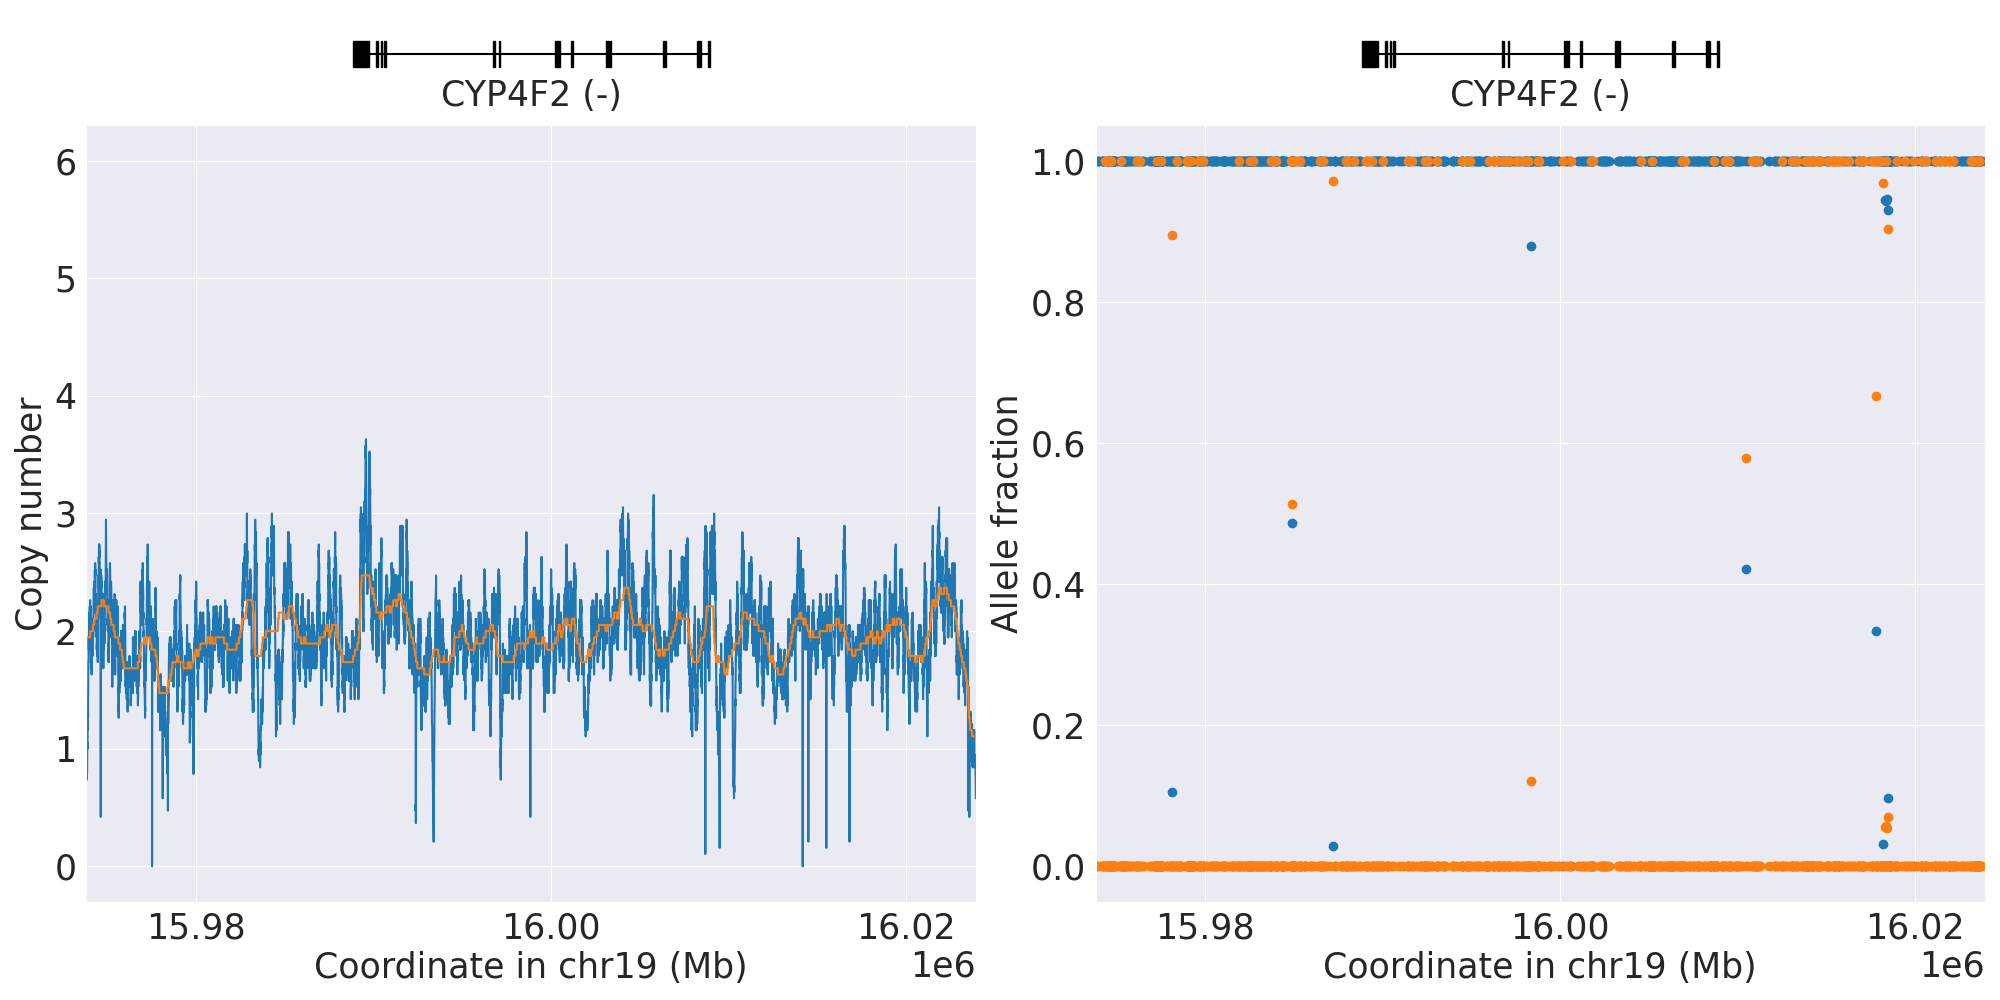 CYP4F2 (-)
6
5
4
3
2
1
0
Copy number
15.98
16.00
16.02
Coordinate in chr19 (Mb)
1e6
CYP4F2 (-)
1.0
0.8
0.6
0.4
0.2
0.0
Allele fraction
15.98
16.00
16.02
Coordinate in chr19 (Mb)
1e6